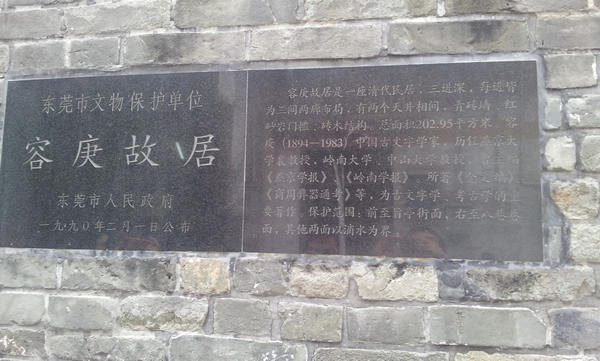 东莞市文物保护单位
容庚故居
东莞市人民政府
一九九〇年二月一日公布
容庚故居是一座清代民居，三进深，每进皆
为三间两廊布局，有两个天井相间，青砖墙、红
砂岩门槛、砖木结构。总面积202.95平方米。容
庚（1894—1983）中国古文字学家，历任燕京大
学教授、岭南大学、中山大学教授，曾主编
《燕京学报》、《岭南学报》，所著《金文编》、
《商周彝器通考》等，为古文字学、考古学的
要著作。保护范围：前至旨亭街面，右至八巷巷
面，其他两面以滴水为界。